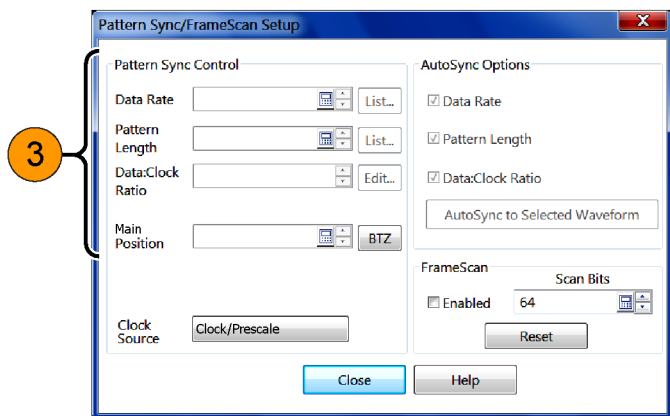 Pattern Sync/FrameScan Setup
X
3
Pattern Sync Control
Data Rate
List...
Pattern
Length
List...
Data:Clock
Ratio
Edit...
Main
Position
BTZ
Clock
Source
Clock/Prescale
AutoSync Options
Data Rate
Pattern Length
Data:Clock Ratio
AutoSync to Selected Waveform
FrameScan
Scan Bits
Enabled
64
Reset
Close
Help